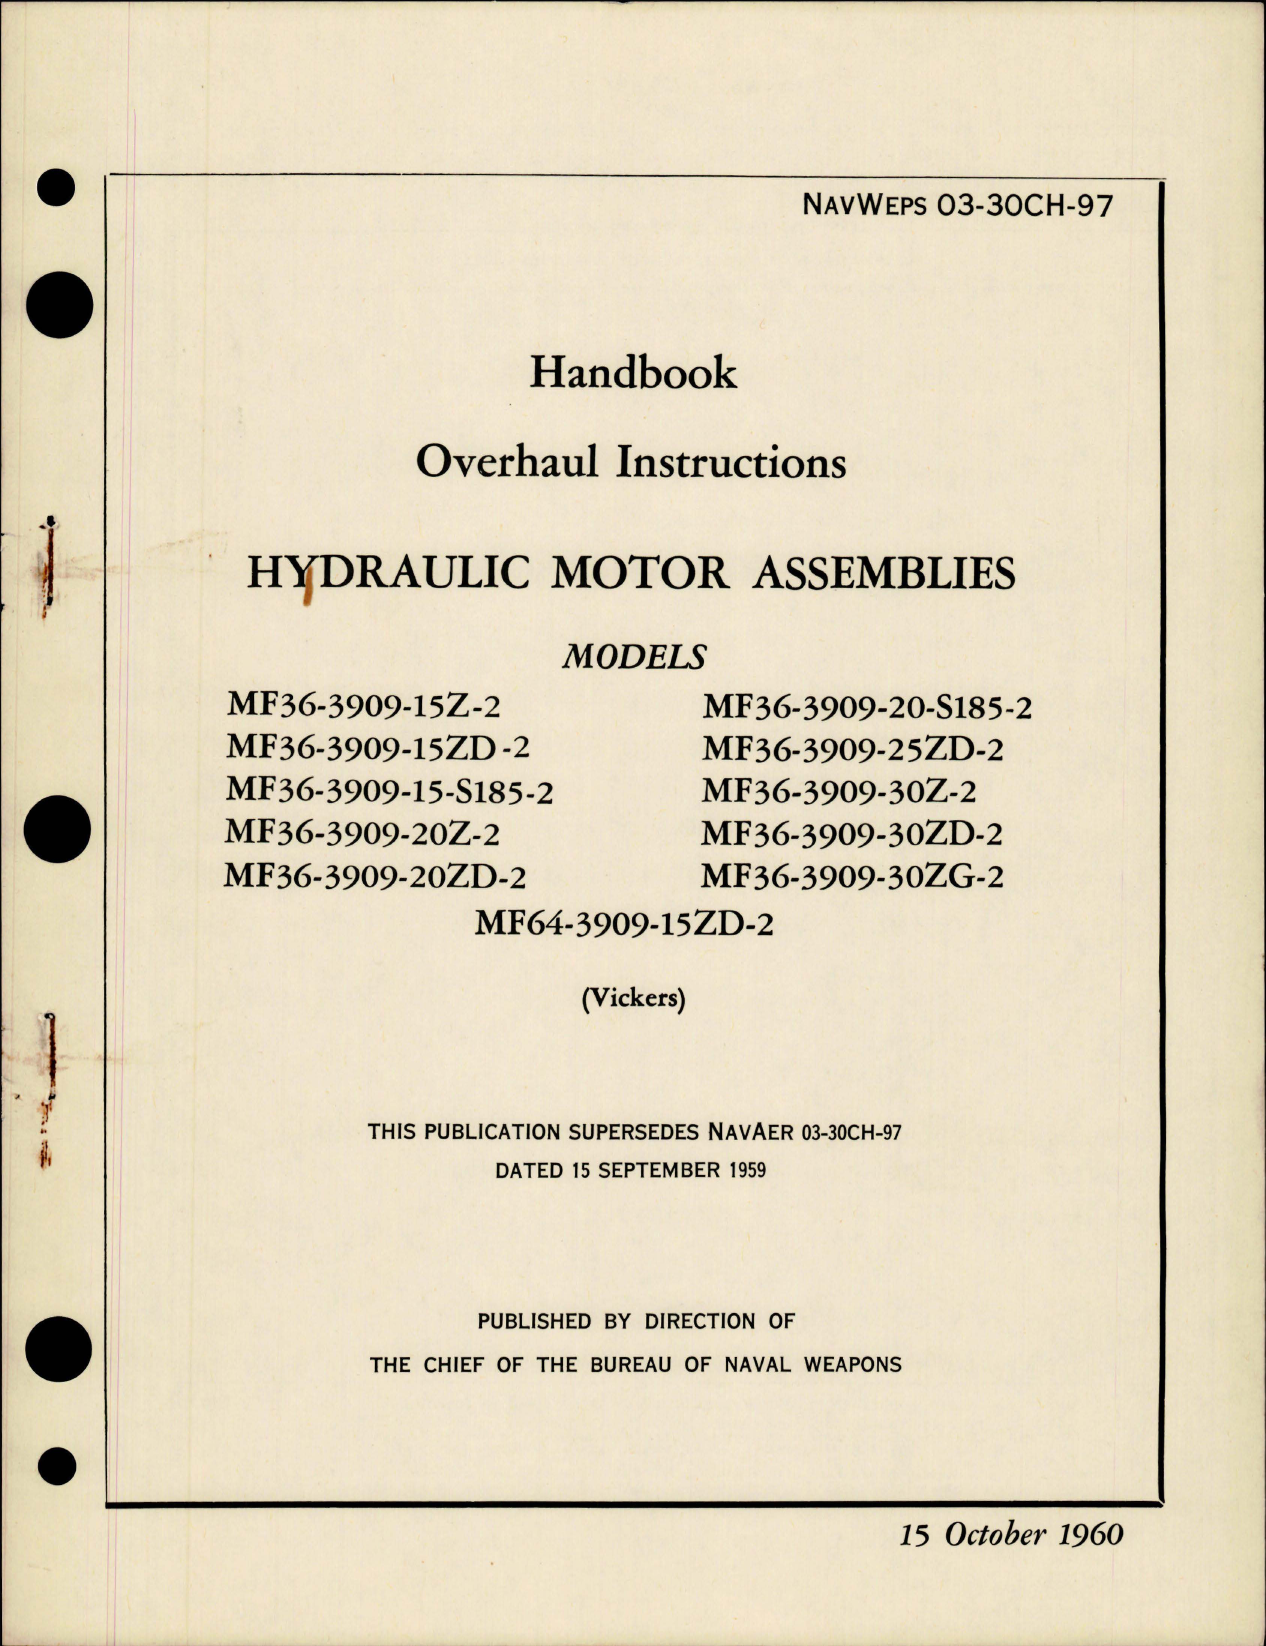 NAVWEPS 03-30CH-97
Handbook
Overhaul Instructions
HYDRAULIC MOTOR ASSEMBLIES
MODELS
MF36-3909-15Z-2
MF36-3909-15ZD-2
MF36-3909-15-S185-2
MF36-3909-20Z-2
MF36-3909-20ZD-2
MF36-3909-20-S185-2
MF36-3909-25ZD-2
MF36-3909-30Z-2
MF36-3909-30ZD-2
MF36-3909-30ZG-2
MF64-3909-15ZD-2
(Vickers)
THIS PUBLICATION SUPERSEDES NAVAER 03-30CH-97
DATED 15 SEPTEMBER 1959
PUBLISHED BY DIRECTION OF
THE CHIEF OF THE BUREAU OF NAVAL WEAPONS
15 October 1960